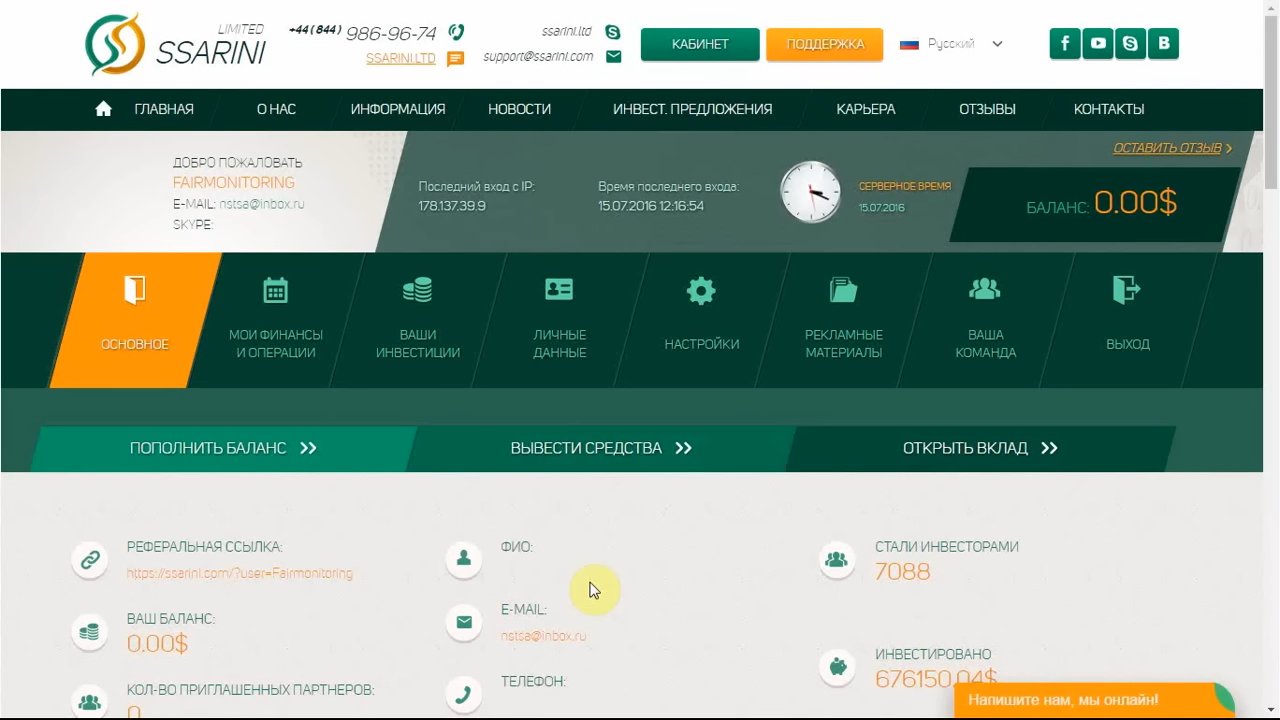 LIMITED
SSARINI
+44 (844) 986-96-74
SSARINI.LTD
ssarini.ltd
support@ssarini.com
КАБИНЕТ
ПОДДЕРЖКА
Русский
ГЛАВНАЯ
О НАС
ИНФОРМАЦИЯ
НОВОСТИ
ИНВЕСТ. ПРЕДЛОЖЕНИЯ
КАРЬЕРА
ОТЗЫВЫ
КОНТАКТЫ
ОСТАВИТЬ ОТЗЫВ
ДОБРО ПОЖАЛОВАТЬ
FAIRMONITORING
E-MAIL: nstsa@inbox.ru
SKYPE:
Последний вход с IP:
178.137.39.9
Время последнего входа:
15.07.2016 12:16:54
СЕРВЕРНОЕ ВРЕМЯ
15.07.2016
БАЛАНС: 0.00$
ОСНОВНОЕ
МОИ ФИНАНСЫ
И ОПЕРАЦИИ
ВАШИ
ИНВЕСТИЦИИ
ЛИЧНЫЕ
ДАННЫЕ
НАСТРОЙКИ
РЕКЛАМНЫЕ
МАТЕРИАЛЫ
ВАША
КОМАНДА
ВЫХОД
ПОПОЛНИТЬ БАЛАНС
ВЫВЕСТИ СРЕДСТВА
ОТКРЫТЬ ВКЛАД
РЕФЕРАЛЬНАЯ ССЫЛКА:
https://ssarini.com/?user=Fairmonitoring
ВАШ БАЛАНС:
0.00$
КОЛ-ВО ПРИГЛАШЕННЫХ ПАРТНЕРОВ:
0
ФИО:
E-MAIL:
nstsa@inbox.ru
ТЕЛЕФОН:
СТАЛИ ИНВЕСТОРАМИ
7088
ИНВЕСТИРОВАНО
676150.04$
Напишите нам, мы онлайн!